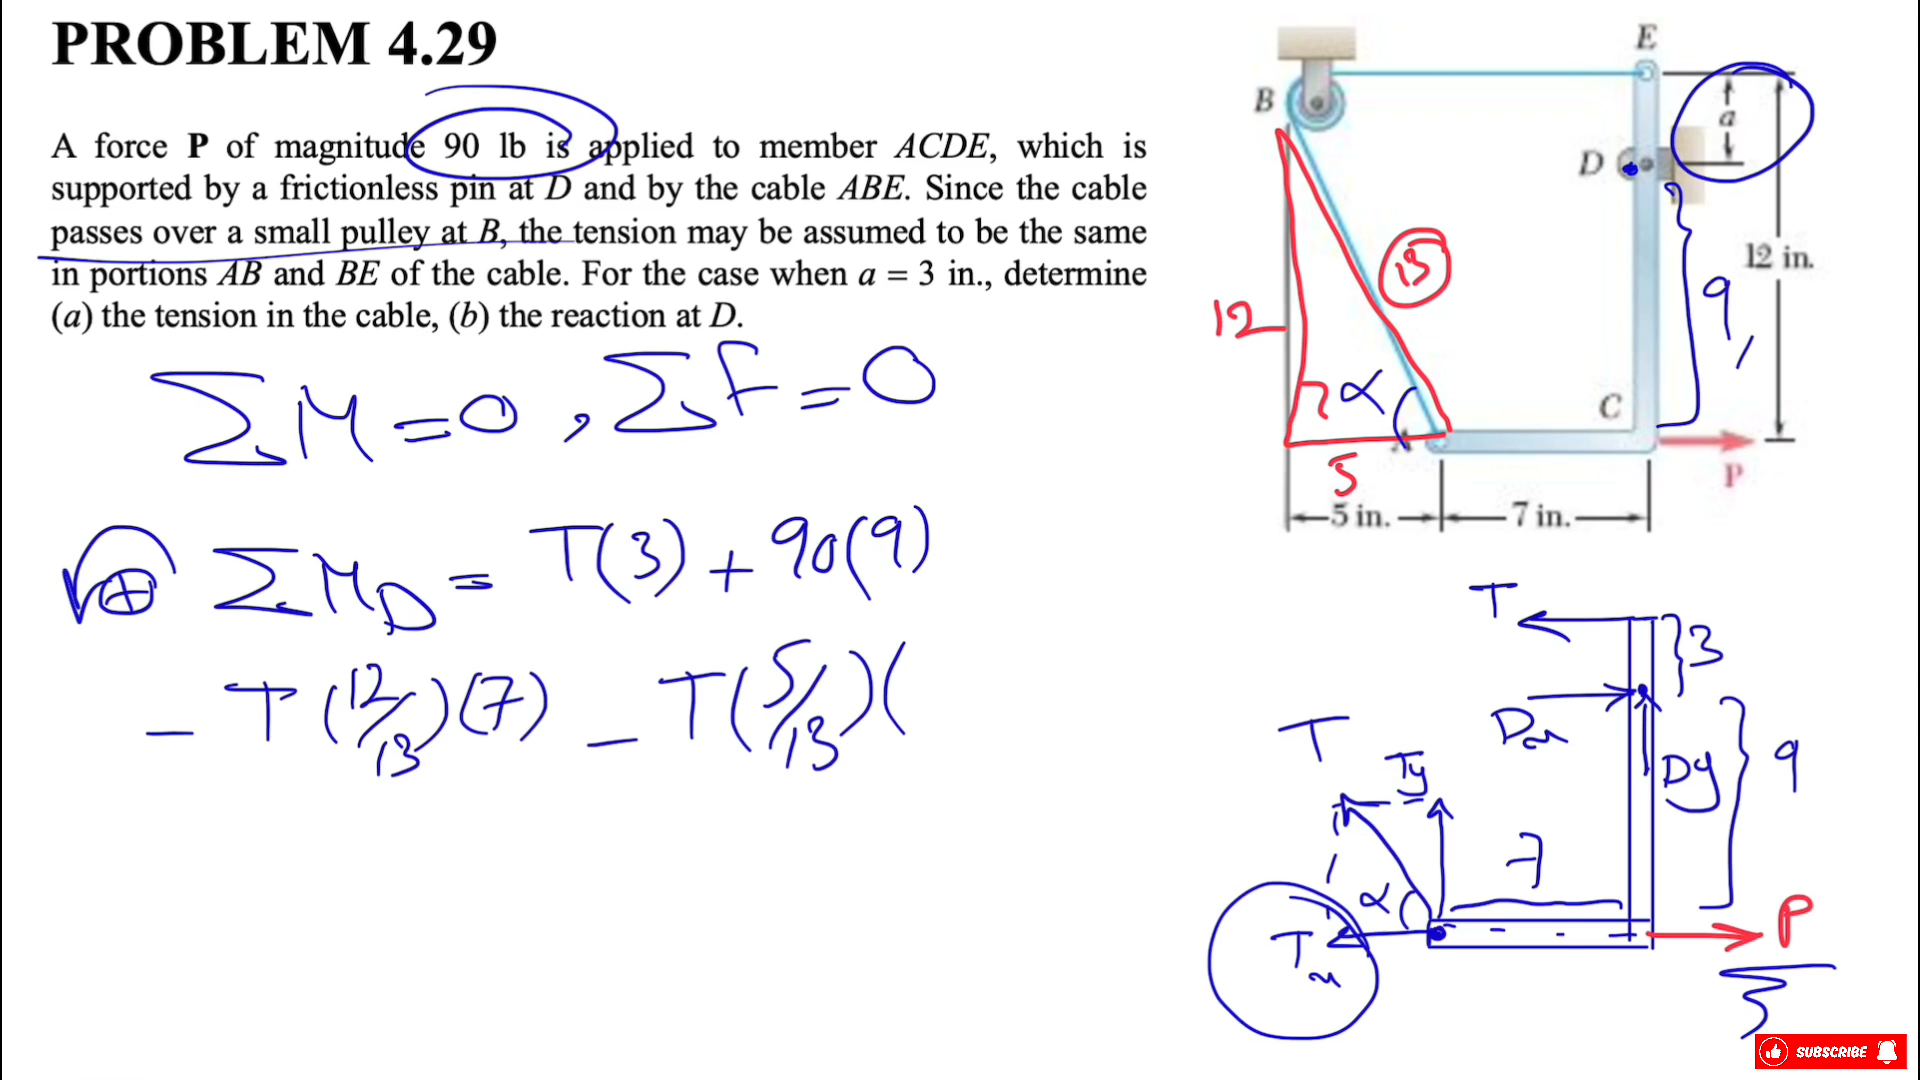 PROBLEM 4.29
A force P of magnitude 90 lb is applied to member ACDE, which is
supported by a frictionless pin at D and by the cable ABE. Since the cable
passes over a small pulley at B, the tension may be assumed to be the same
in portions AB and BE of the cable. For the case when a = 3 in., determine
(a) the tension in the cable, (b) the reaction at D.
ΣM = 0 , ΣF = 0
+ ΣM_D = T(3) + 90(9)
- T(12/13)(7) - T(5/13)(
E
B
a
D
12 in.
13
9
12
α
C
A
P
5
5 in.
7 in.
T
3
Dx
T
Ty
Dy
9
7
α
Tx
P
SUBSCRIBE